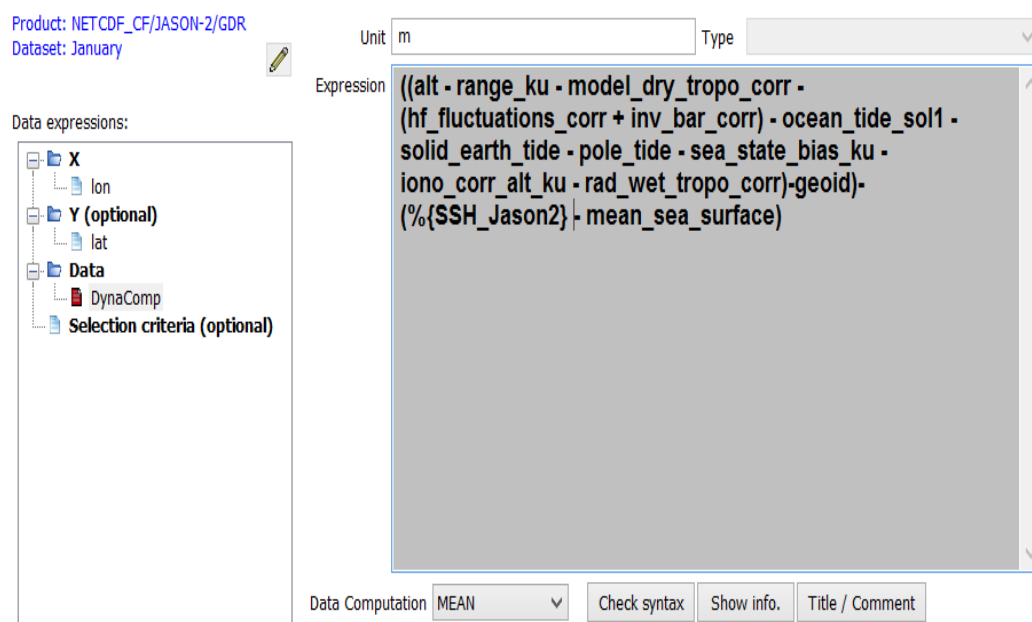 Product: NETCDF_CF/JASON-2/GDR
Dataset: January
Unit m Type
Data expressions:
X
lon
Y (optional)
lat
Data
DynaComp
Selection criteria (optional)
Expression
((alt - range_ku - model_dry_tropo_corr -
(hf_fluctuations_corr + inv_bar_corr) - ocean_tide_sol1 -
solid_earth_tide - pole_tide - sea_state_bias_ku -
iono_corr_alt_ku - rad_wet_tropo_corr)-geoid)-
(%{SSH_Jason2} - mean_sea_surface)
Data Computation MEAN Check syntax Show info. Title / Comment